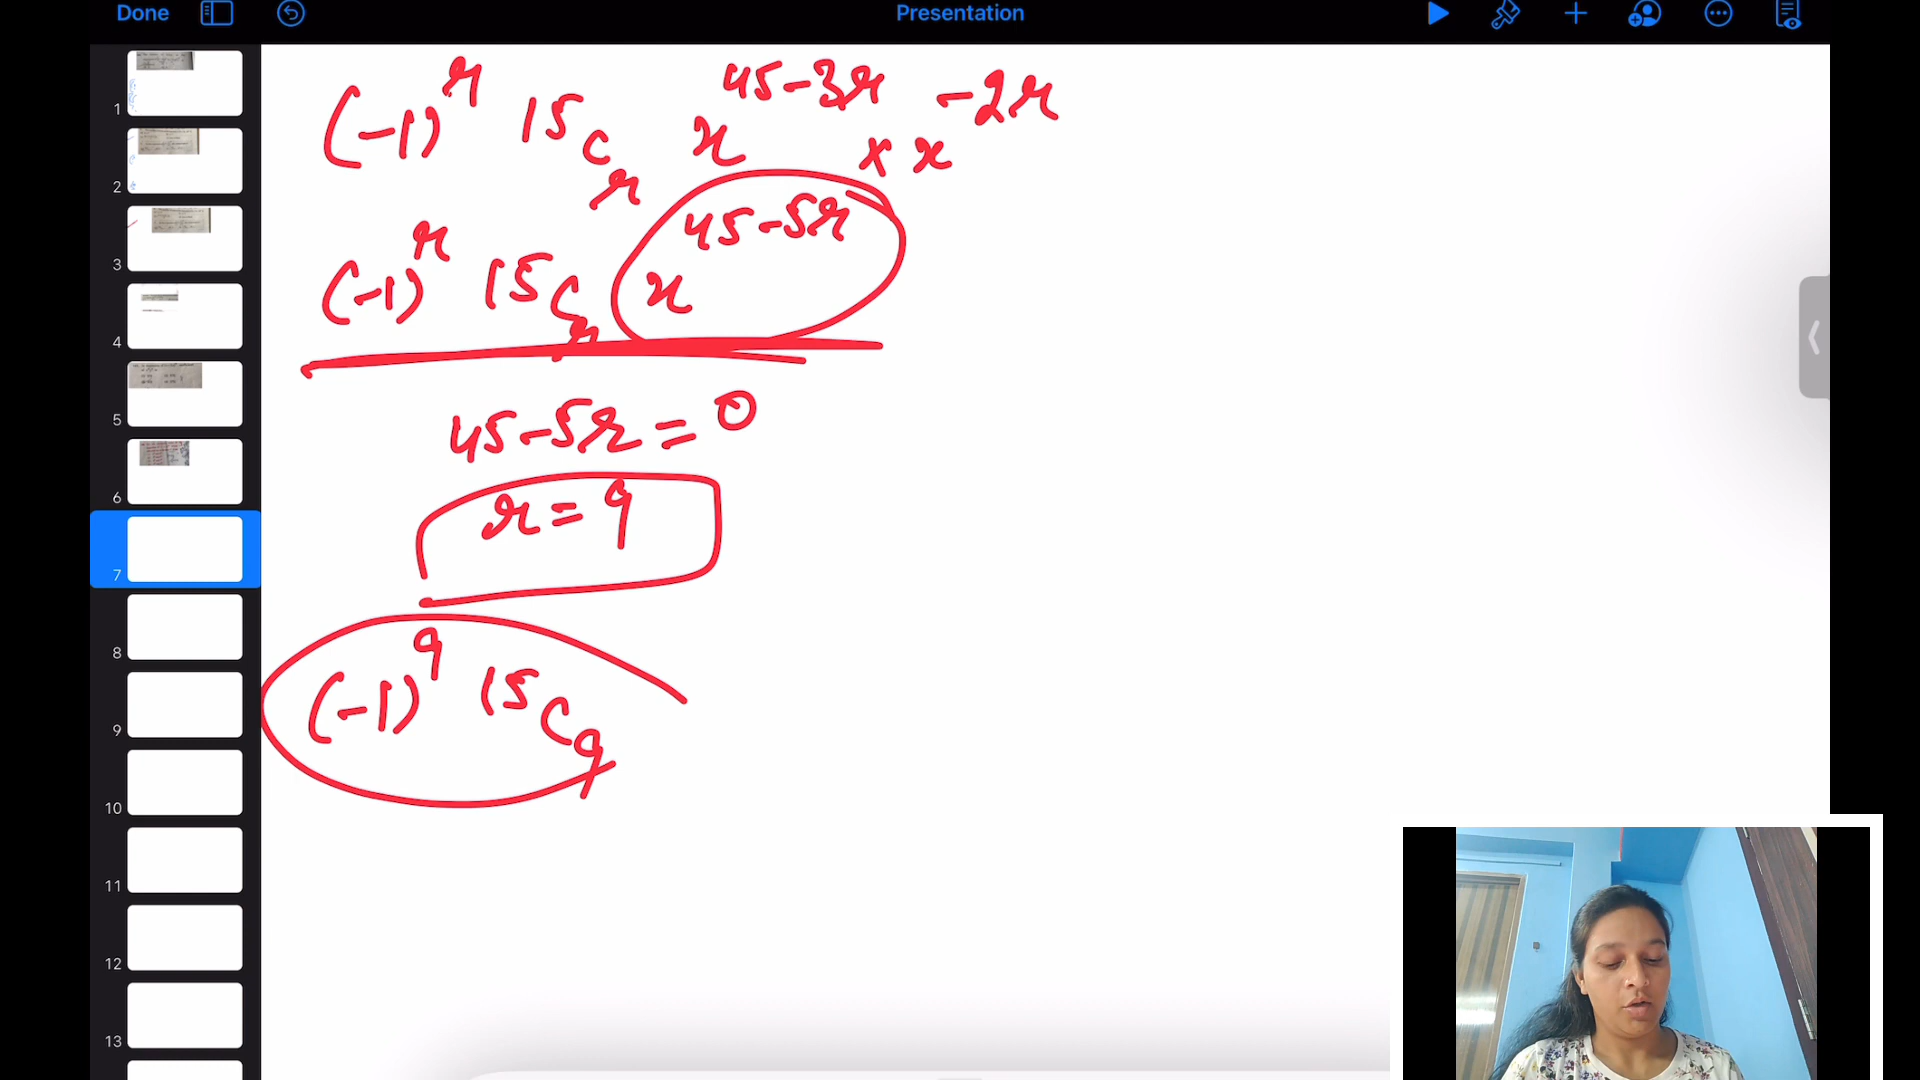 Done
Presentation
1
2
3
4
5
6
7
8
9
10
11
12
13
(-1)^r 15C_r x^{45-3r} × x^{-2r}
(-1)^r 15C_r x^{45-5r}
45-5r = 0
r = 9
(-1)^9 15C_9